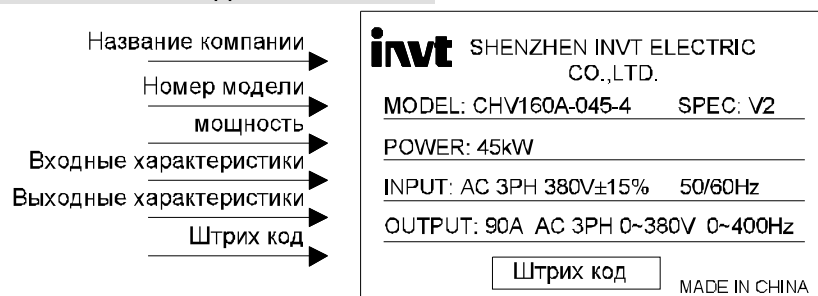 Название компании
Номер модели
мощность
Входные характеристики
Выходные характеристики
Штрих код
invt SHENZHEN INVT ELECTRIC
CO.,LTD.
MODEL: CHV160A-045-4 SPEC: V2
POWER: 45kW
INPUT: AC 3PH 380V±15% 50/60Hz
OUTPUT: 90A AC 3PH 0~380V 0~400Hz
Штрих код
MADE IN CHINA